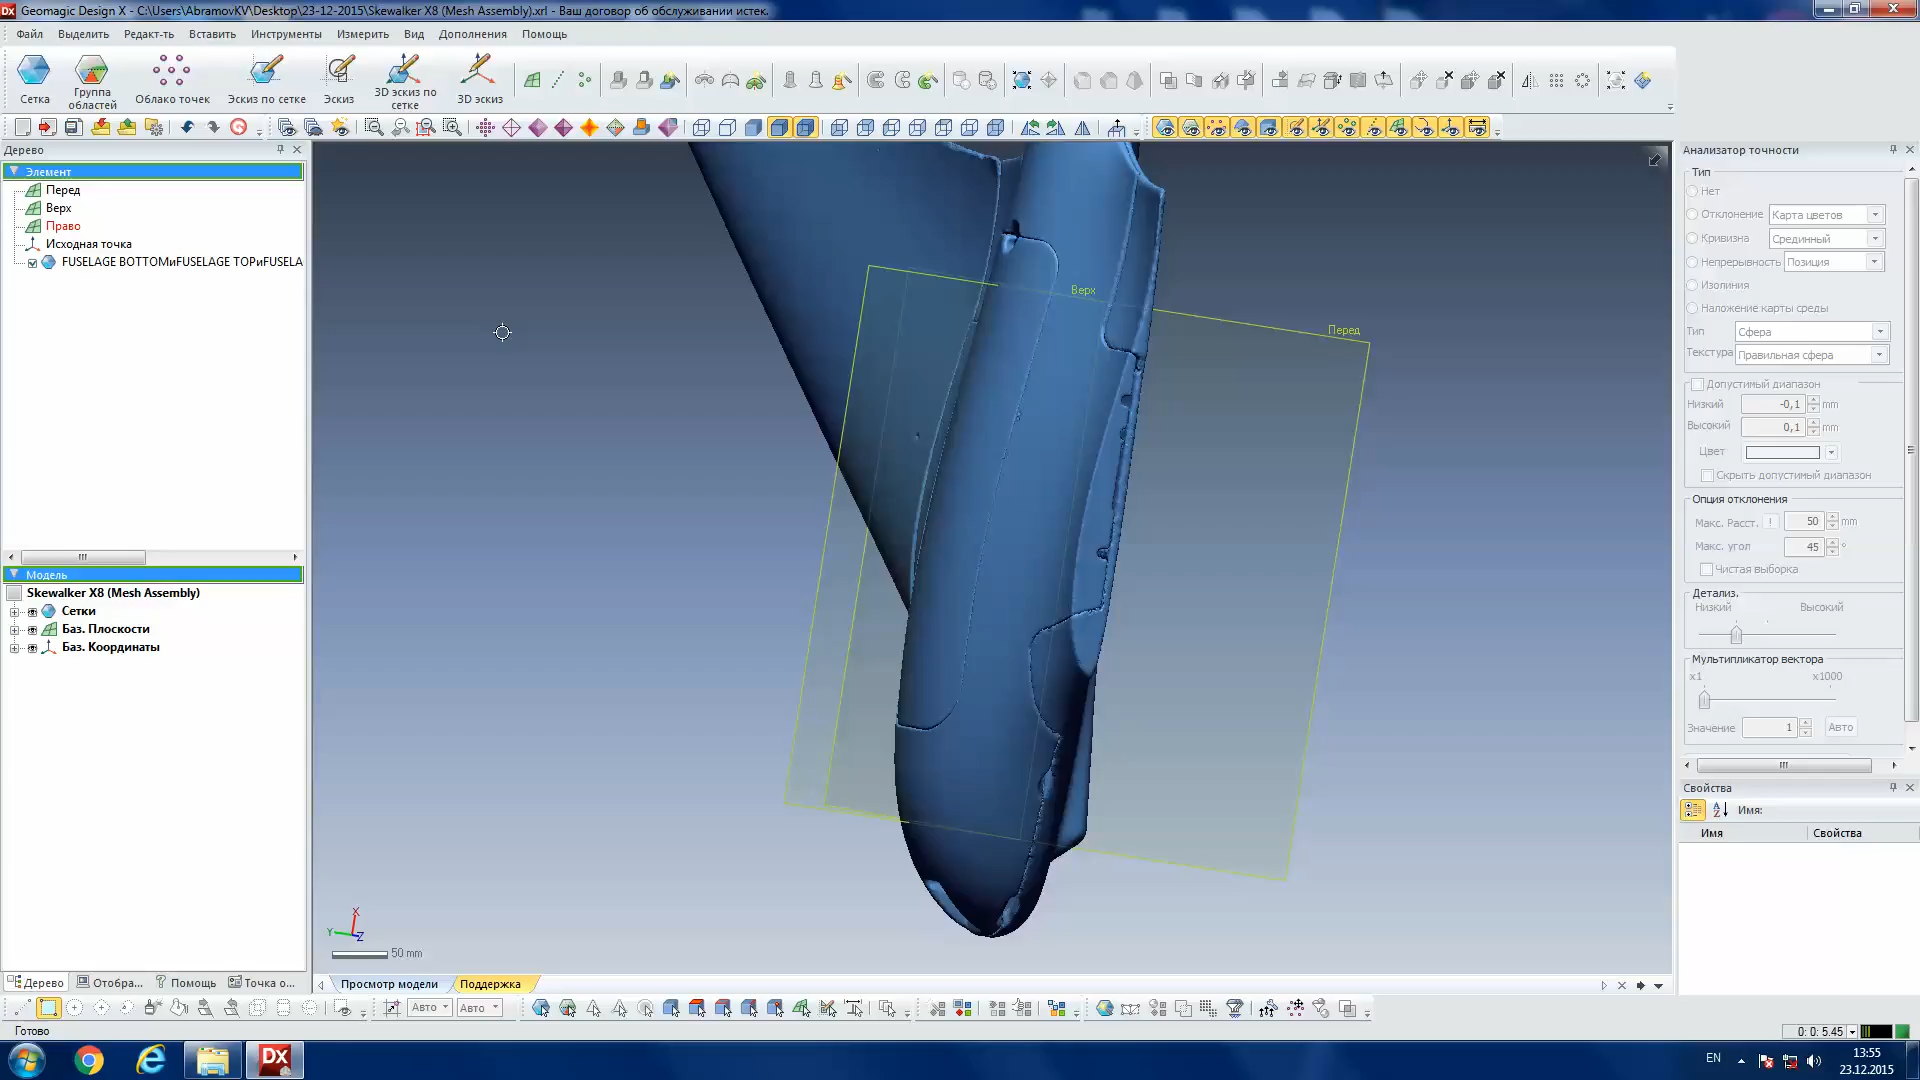 Geomagic Design X - C:\Users\AbramovKV\Desktop\23-12-2015\Skewalker X8 (Mesh Assembly).xrl - Ваш договор об обслуживании истек.
Файл Выделить Редакт-ть Вставить Инструменты Измерить Вид Дополнения Помощь
Сетка Группа областей Облако точек Эскиз по сетке Эскиз 3D эскиз по сетке 3D эскиз
Дерево
Элемент
Перед
Верх
Право
Исходная точка
FUSELAGE BOTTOMиFUSELAGE TOPиFUSELA
Модель
Skewalker X8 (Mesh Assembly)
Сетки
Баз. Плоскости
Баз. Координаты
Дерево Отобра... Помощь Точка о...
Верх
Перед
X
Y
Z
50 mm
Просмотр модели Поддержка
Авто Авто
Готово
Анализатор точности
Тип
Нет
Отклонение Карта цветов
Кривизна Срединный
Непрерывность Позиция
Изолиния
Наложение карты среды
Тип Сфера
Текстура Правильная сфера
Допустимый диапазон
Низкий -0,1 mm
Высокий 0,1 mm
Цвет
Скрыть допустимый диапазон
Опция отклонения
Макс. Расст. ! 50 mm
Макс. угол 45 °
Чистая выборка
Детализ.
Низкий Высокий
Мультипликатор вектора
x1 x1000
Значение 1 Авто
Свойства
Имя:
Имя Свойства
0: 0: 5.45
EN
13:55
23.12.2015